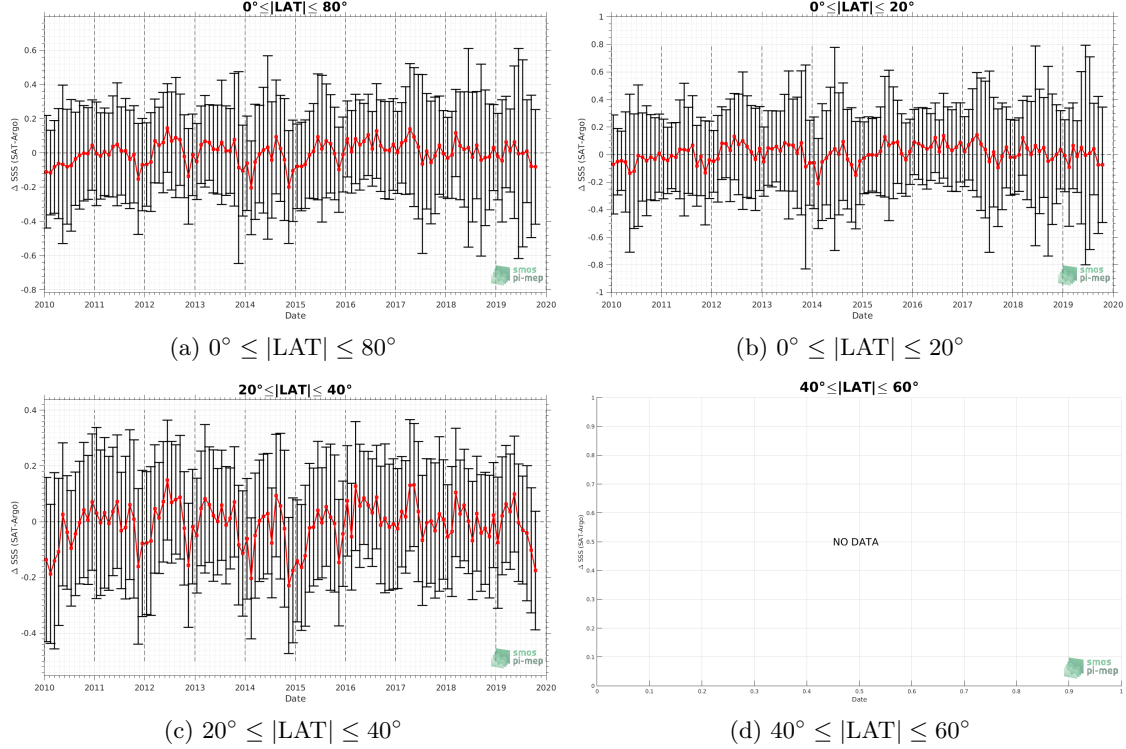 0°≤|LAT|≤ 80°
Δ SSS (SAT-Argo)
0.6
0.4
0.2
0
-0.2
-0.4
-0.6
-0.8
2010 2011 2012 2013 2014 2015 2016 2017 2018 2019 2020
Date
smos
pi-mep
(a) 0° ≤ |LAT| ≤ 80°
0°≤|LAT|≤ 20°
Δ SSS (SAT-Argo)
1
0.8
0.6
0.4
0.2
0
-0.2
-0.4
-0.6
-0.8
-1
2010 2011 2012 2013 2014 2015 2016 2017 2018 2019 2020
Date
smos
pi-mep
(b) 0° ≤ |LAT| ≤ 20°
20°≤|LAT|≤ 40°
Δ SSS (SAT-Argo)
0.4
0.2
0
-0.2
-0.4
2010 2011 2012 2013 2014 2015 2016 2017 2018 2019 2020
Date
smos
pi-mep
(c) 20° ≤ |LAT| ≤ 40°
40°≤|LAT|≤ 60°
Δ SSS (SAT-Argo)
1
0.9
0.8
0.7
0.6
0.5
0.4
0.3
0.2
0.1
0
NO DATA
0 0.1 0.2 0.3 0.4 0.5 0.6 0.7 0.8 0.9 1
Date
smos
pi-mep
(d) 40° ≤ |LAT| ≤ 60°